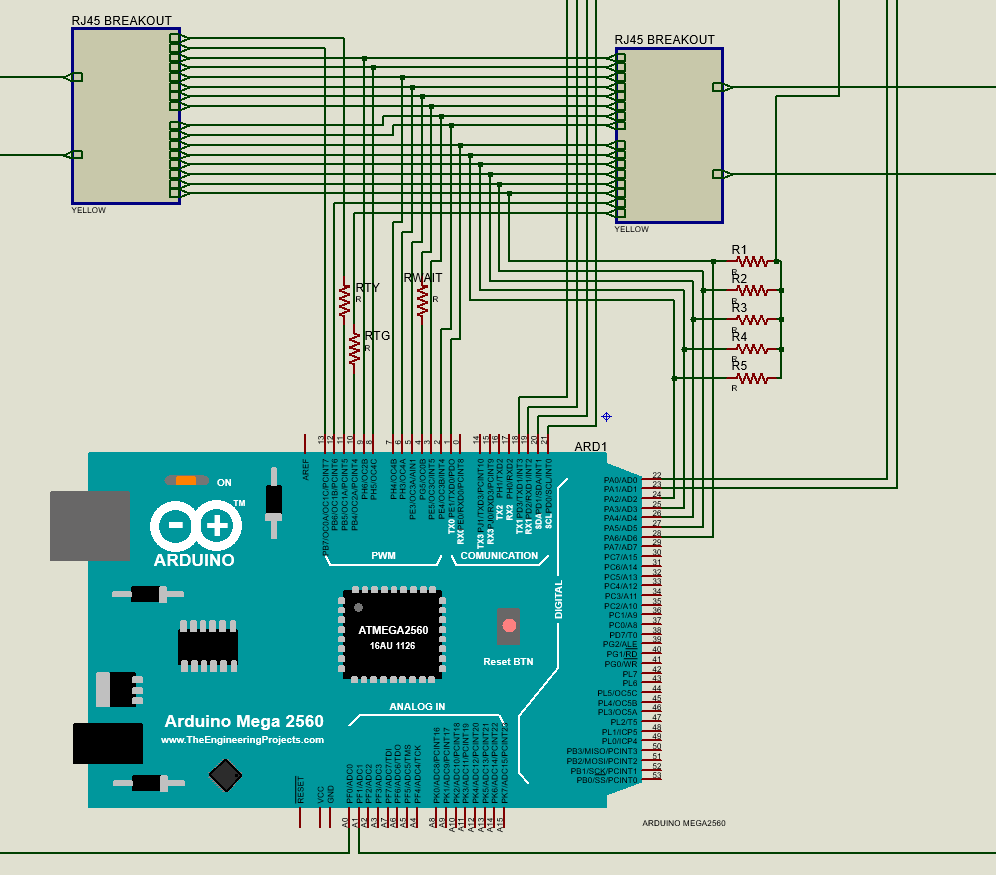 RJ45 BREAKOUT
YELLOW
RJ45 BREAKOUT
YELLOW
RTY
R
RTG
R
RWAIT
R
R1
R
R2
R
R3
R
R4
R
R5
R
ARD1
13
12
11
10
9
8
7
6
5
4
3
2
1
0
14
15
16
17
18
19
20
21
AREF
PB7/OC0A/OC1C/PCINT7
PB6/OC1B/PCINT6
PB5/OC1A/PCINT5
PB4/OC2A/PCINT4
PH6/OC2B
PH5/OC4C
PH4/OC4B
PH3/OC4A
PE3/OC3A/AIN1
PG5/OC0B
PE5/OC3C/INT5
PE4/OC3B/INT4
TX0 PE1/TXD0/PDO
RX0 PE0/RXD0/PCINT8
TX3 PJ1/TXD3/PCINT10
RX3 PJ0/RXD3/PCINT9
TX2 PH1/TXD2
RX2 PH0/RXD2
TX1 PD3/TXD1/INT3
RX1 PD2/RXD1/INT2
SDA PD1/SDA/INT1
SCL PD0/SCL/INT0
PWM
COMUNICATION
ON
TM
ARDUINO
ATMEGA2560
16AU 1126
Reset BTN
DIGITAL
ANALOG IN
Arduino Mega 2560
www.TheEngineeringProjects.com
PA0/AD0 22
PA1/AD1 23
PA2/AD2 24
PA3/AD3 25
PA4/AD4 26
PA5/AD5 27
PA6/AD6 28
PA7/AD7 29
PC7/A15 30
PC6/A14 31
PC5/A13 32
PC4/A12 33
PC3/A11 34
PC2/A10 35
PC1/A9 36
PC0/A8 37
PD7/T0 38
PG2/ALE 39
PG1/RD 40
PG0/WR 41
PL7 42
PL6 43
PL5/OC5C 44
PL4/OC5B 45
PL3/OC5A 46
PL2/T5 47
PL1/ICP5 48
PL0/ICP4 49
PB3/MISO/PCINT3 50
PB2/MOSI/PCINT2 51
PB1/SCK/PCINT1 52
PB0/SS/PCINT0 53
RESET
VCC
GND
PF0/ADC0
PF1/ADC1
PF2/ADC2
PF3/ADC3
PF7/ADC7/TDI
PF6/ADC6/TDO
PF5/ADC5/TMS
PF4/ADC4/TCK
PK0/ADC8/PCINT16
PK1/ADC9/PCINT17
PK2/ADC10/PCINT18
PK3/ADC11/PCINT19
PK4/ADC12/PCINT20
PK5/ADC13/PCINT21
PK6/ADC14/PCINT22
PK7/ADC15/PCINT23
A0
A1
A2
A3
A7
A6
A5
A4
A8
A9
A10
A11
A12
A13
A14
A15
ARDUINO MEGA2560